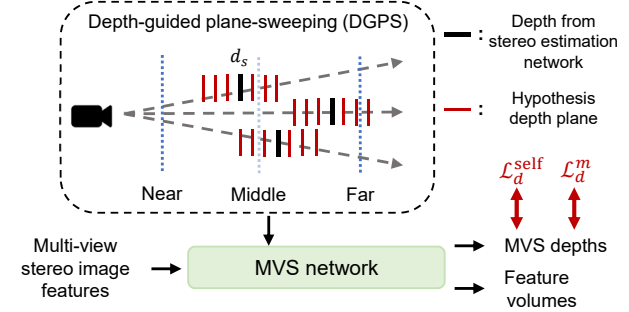 Depth-guided plane-sweeping (DGPS)
d_s
Near Middle Far
: Depth from
stereo estimation
network
: Hypothesis
depth plane
ℒ_d^self ℒ_d^m
Multi-view
stereo image
features
MVS network
MVS depths
Feature
volumes